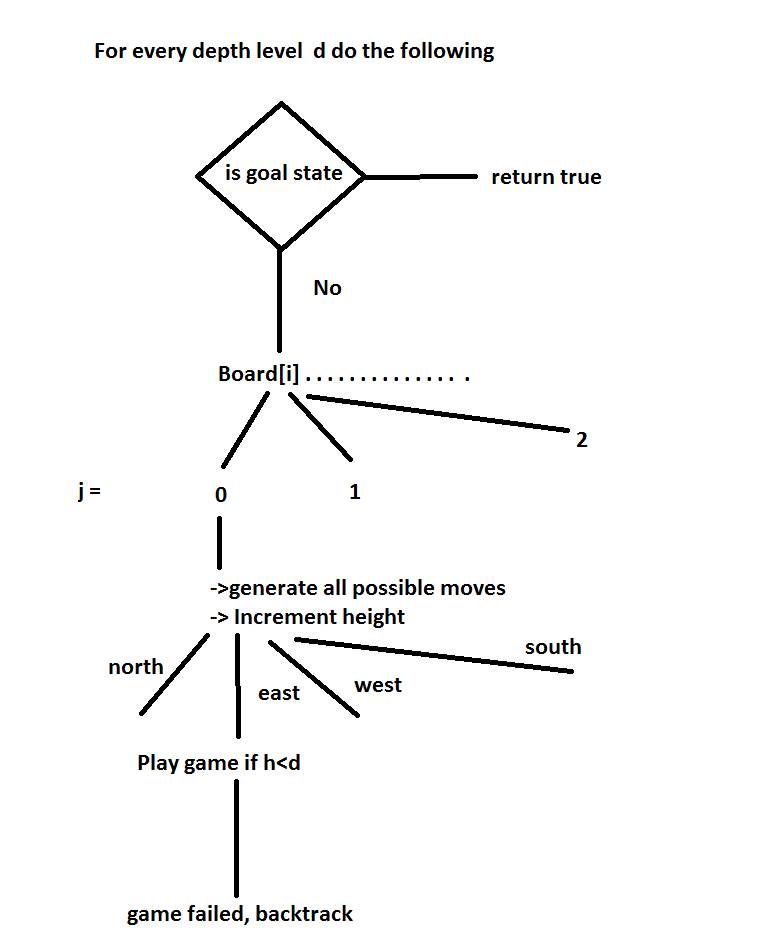 For every depth level  d do the following
is goal state
return true
No
Board[i] . . . . . . . . . . . . . . .  .
2
j =
0
1
->generate all possible moves
-> Increment height
north
east
west
south
Play game if h<d
game failed, backtrack